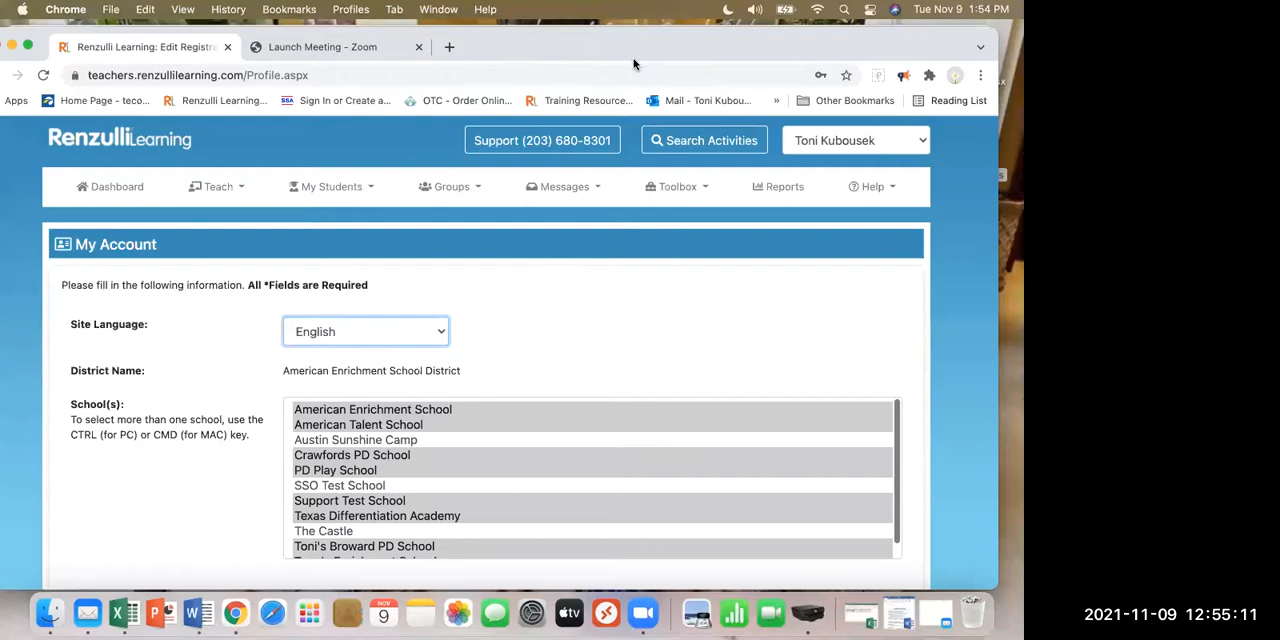 Chrome File Edit View History Bookmarks Profiles Tab Window Help Tue Nov 9 1:54 PM
Renzulli Learning: Edit Registra Launch Meeting - Zoom
teachers.renzullilearning.com/Profile.aspx
Apps Home Page - teco... Renzulli Learning... SSA Sign In or Create a... OTC - Order Onlin... Training Resource... Mail - Toni Kubou... » Other Bookmarks Reading List
RenzulliLearning Support (203) 680-8301 Search Activities Toni Kubousek
Dashboard Teach My Students Groups Messages Toolbox Reports Help
My Account
Please fill in the following information. All *Fields are Required
Site Language: English
District Name: American Enrichment School District
School(s):
To select more than one school, use the
CTRL (for PC) or CMD (for MAC) key.
American Enrichment School
American Talent School
Austin Sunshine Camp
Crawfords PD School
PD Play School
SSO Test School
Support Test School
Texas Differentiation Academy
The Castle
Toni's Broward PD School
NOV
9
tv
2021-11-09 12:55:11